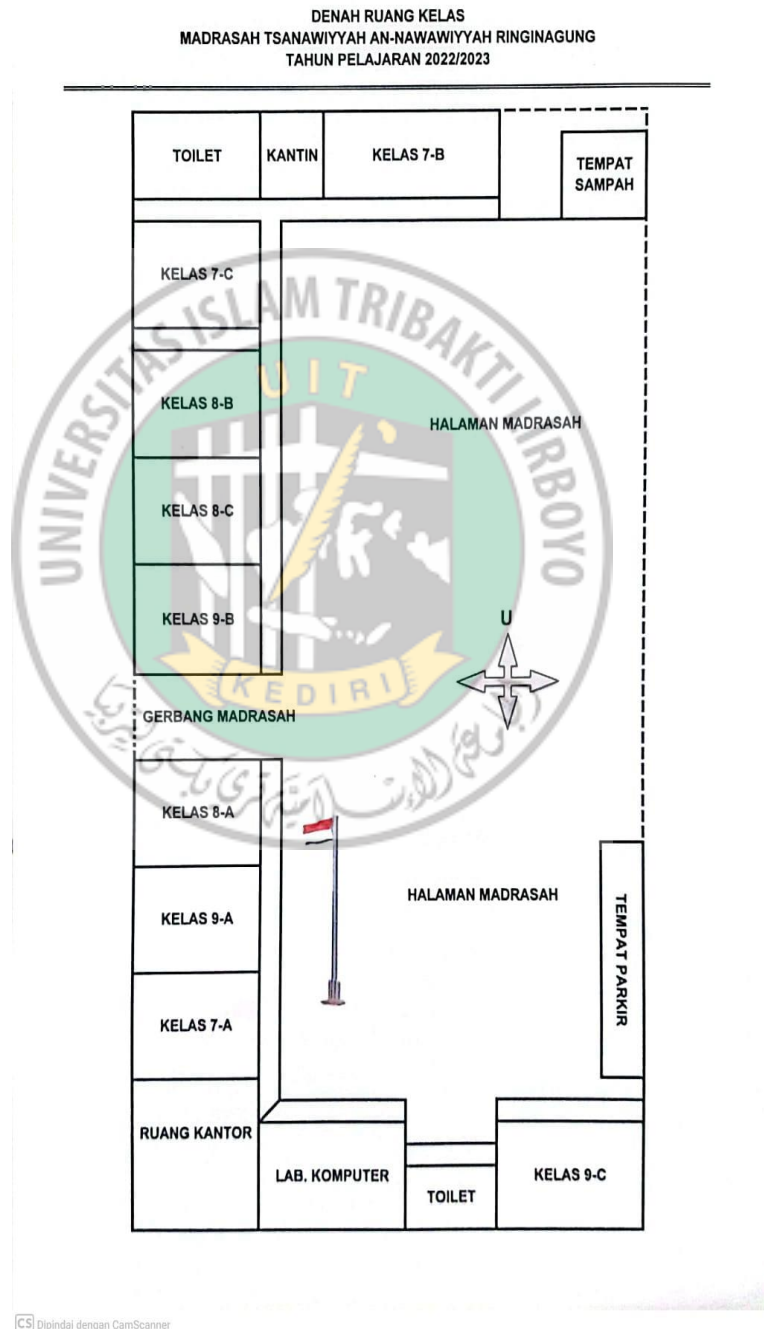 DENAH RUANG KELAS
MADRASAH TSANAWIYYAH AN-NAWAWIYYAH RINGINAGUNG
TAHUN PELAJARAN 2022/2023
TOILET
KANTIN
KELAS 7-B
TEMPAT
SAMPAH
KELAS 7-C
UNIVERSITAS ISLAM TRIBAKTI LIRBOYO
UIT
KELAS 8-B
HALAMAN MADRASAH
KELAS 8-C
KELAS 9-B
U
KEDIRI
GERBANG MADRASAH
KELAS 8-A
HALAMAN MADRASAH
KELAS 9-A
TEMPAT PARKIR
KELAS 7-A
RUANG KANTOR
LAB. KOMPUTER
TOILET
KELAS 9-C
CS Dipindai dengan CamScanner